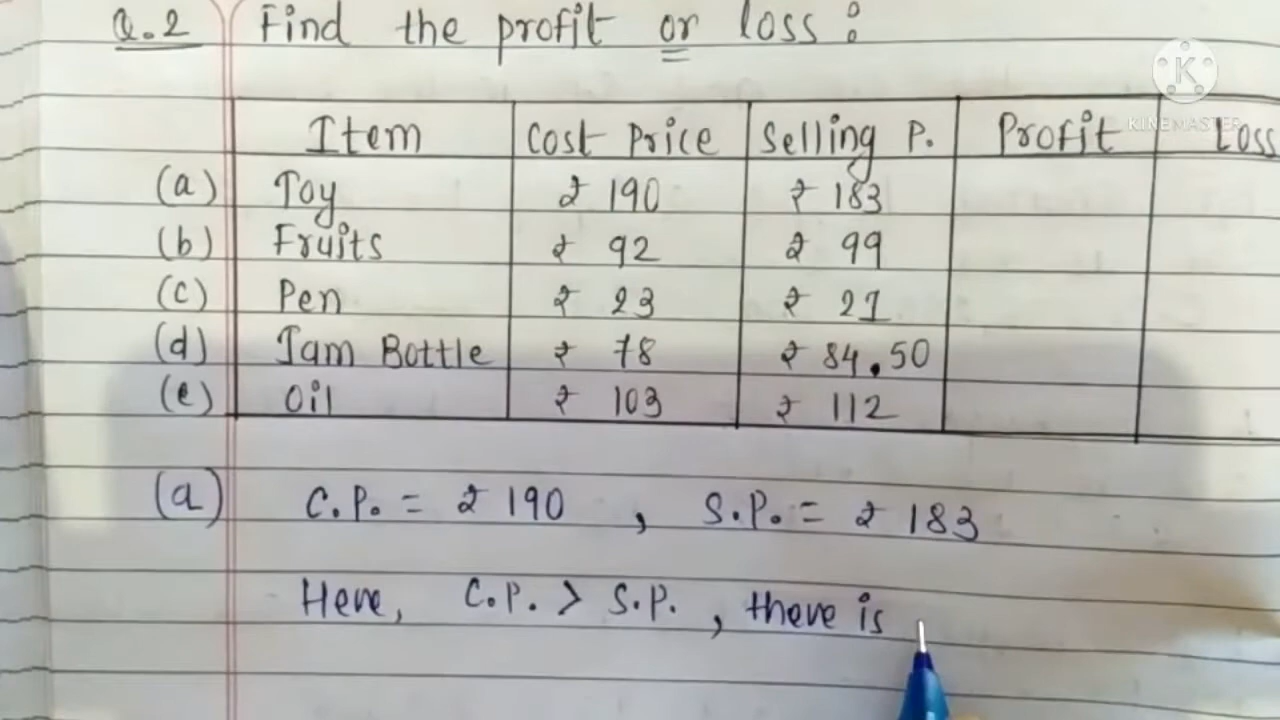 Q.2 Find the profit or loss :
Item Cost Price Selling P. Profit Loss
(a) Toy ₹ 190 ₹ 183
(b) Fruits ₹ 92 ₹ 99
(c) Pen ₹ 23 ₹ 21
(d) Jam Bottle ₹ 78 ₹ 84.50
(e) Oil ₹ 103 ₹ 112
(a) C.P. = ₹ 190 , S.P. = ₹ 183
Here, C.P. > S.P. , there is
K
KINEMASTER